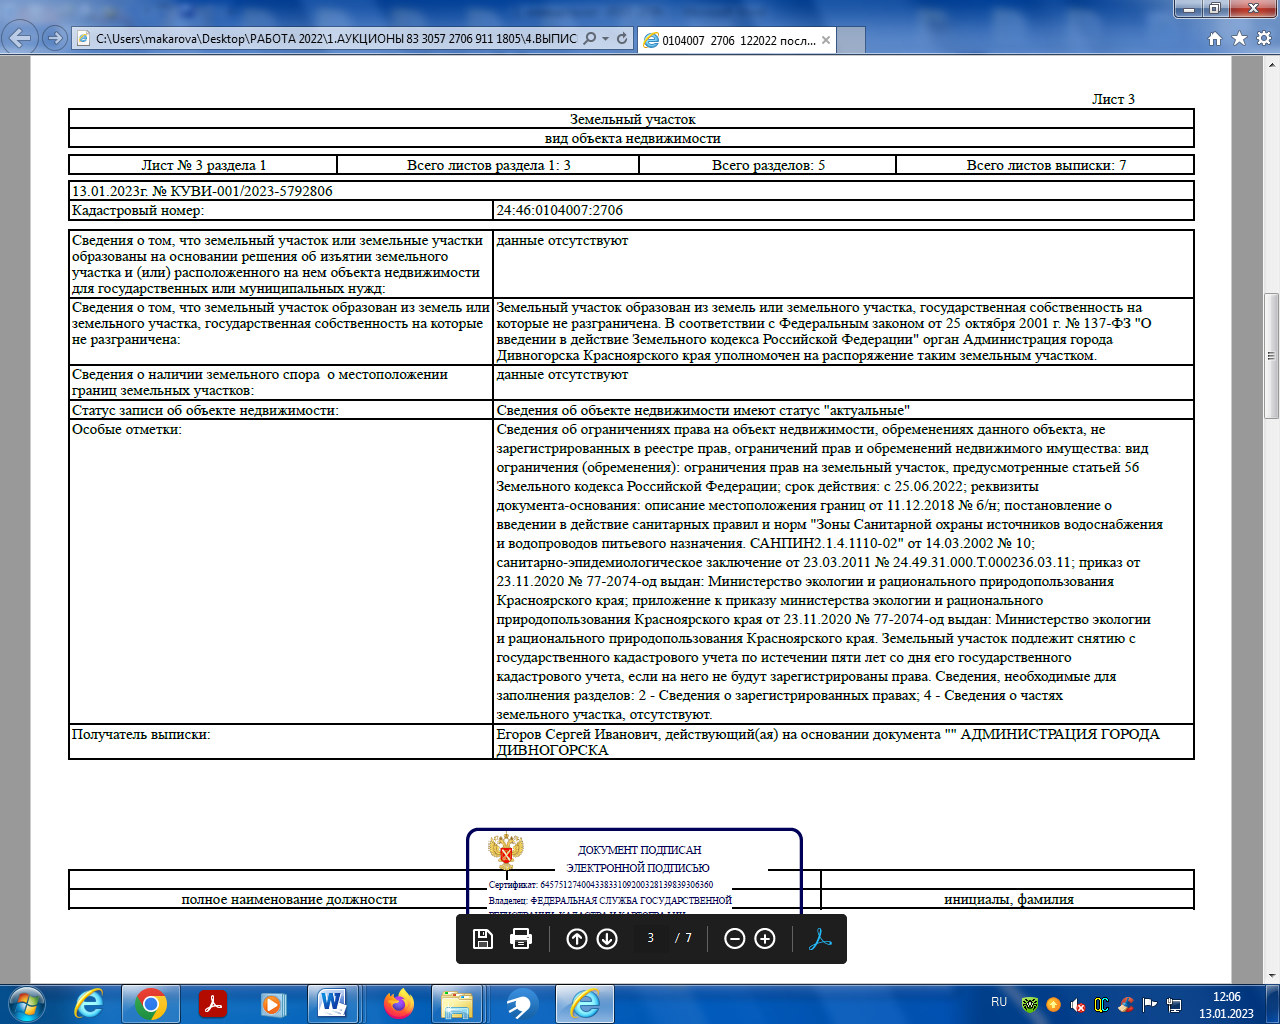 C:\Users\makarova\Desktop\РАБОТА 2022\1.АУКЦИОНЫ 83 3057 2706 911 1805\4.ВЫПИС
0104007 2706 122022 посл...
Лист 3
Земельный участок
вид объекта недвижимости
Лист № 3 раздела 1
Всего листов раздела 1: 3
Всего разделов: 5
Всего листов выписки: 7
13.01.2023г. № КУВИ-001/2023-5792806
Кадастровый номер:
24:46:0104007:2706
Сведения о том, что земельный участок или земельные участки
образованы на основании решения об изъятии земельного
участка и (или) расположенного на нем объекта недвижимости
для государственных или муниципальных нужд:
данные отсутствуют
Сведения о том, что земельный участок образован из земель или
земельного участка, государственная собственность на которые
не разграничена:
Земельный участок образован из земель или земельного участка, государственная собственность на
которые не разграничена. В соответствии с Федеральным законом от 25 октября 2001 г. № 137-ФЗ "О
введении в действие Земельного кодекса Российской Федерации" орган Администрация города
Дивногорска Красноярского края уполномочен на распоряжение таким земельным участком.
Сведения о наличии земельного спора о местоположении
границ земельных участков:
данные отсутствуют
Статус записи об объекте недвижимости:
Сведения об объекте недвижимости имеют статус "актуальные"
Особые отметки:
Сведения об ограничениях права на объект недвижимости, обременениях данного объекта, не
зарегистрированных в реестре прав, ограничений прав и обременений недвижимого имущества: вид
ограничения (обременения): ограничения прав на земельный участок, предусмотренные статьей 56
Земельного кодекса Российской Федерации; срок действия: с 25.06.2022; реквизиты
документа-основания: описание местоположения границ от 11.12.2018 № б/н; постановление о
введении в действие санитарных правил и норм "Зоны Санитарной охраны источников водоснабжения
и водопроводов питьевого назначения. САНПИН2.1.4.1110-02" от 14.03.2002 № 10;
санитарно-эпидемиологическое заключение от 23.03.2011 № 24.49.31.000.Т.000236.03.11; приказ от
23.11.2020 № 77-2074-од выдан: Министерство экологии и рационального природопользования
Красноярского края; приложение к приказу министерства экологии и рационального
природопользования Красноярского края от 23.11.2020 № 77-2074-од выдан: Министерство экологии
и рационального природопользования Красноярского края. Земельный участок подлежит снятию с
государственного кадастрового учета по истечении пяти лет со дня его государственного
кадастрового учета, если на него не будут зарегистрированы права. Сведения, необходимые для
заполнения разделов: 2 - Сведения о зарегистрированных правах; 4 - Сведения о частях
земельного участка, отсутствуют.
Получатель выписки:
Егоров Сергей Иванович, действующий(ая) на основании документа "" АДМИНИСТРАЦИЯ ГОРОДА
ДИВНОГОРСКА
ДОКУМЕНТ ПОДПИСАН
ЭЛЕКТРОННОЙ ПОДПИСЬЮ
Сертификат: 64575127400433833109200328139839306360
Владелец: ФЕДЕРАЛЬНАЯ СЛУЖБА ГОСУДАРСТВЕННОЙ
полное наименование должности
инициалы, фамилия
3 / 7
RU
12:06
13.01.2023